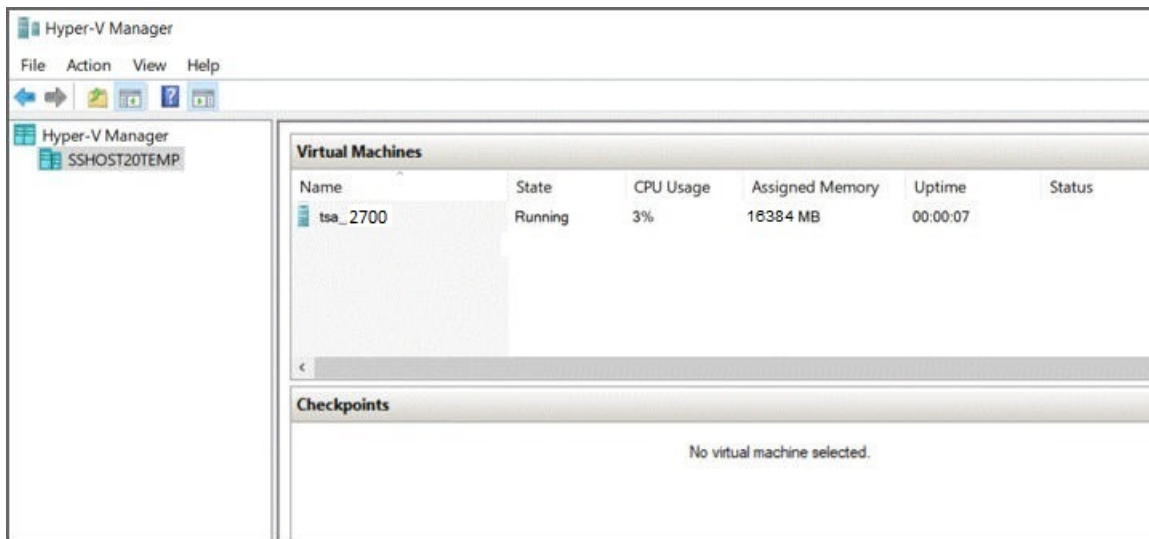 Hyper-V Manager
File Action View Help
Hyper-V Manager
SSHOST20TEMP
Virtual Machines
Name State CPU Usage Assigned Memory Uptime Status
tsa_2700 Running 3% 16384 MB 00:00:07
Checkpoints
No virtual machine selected.